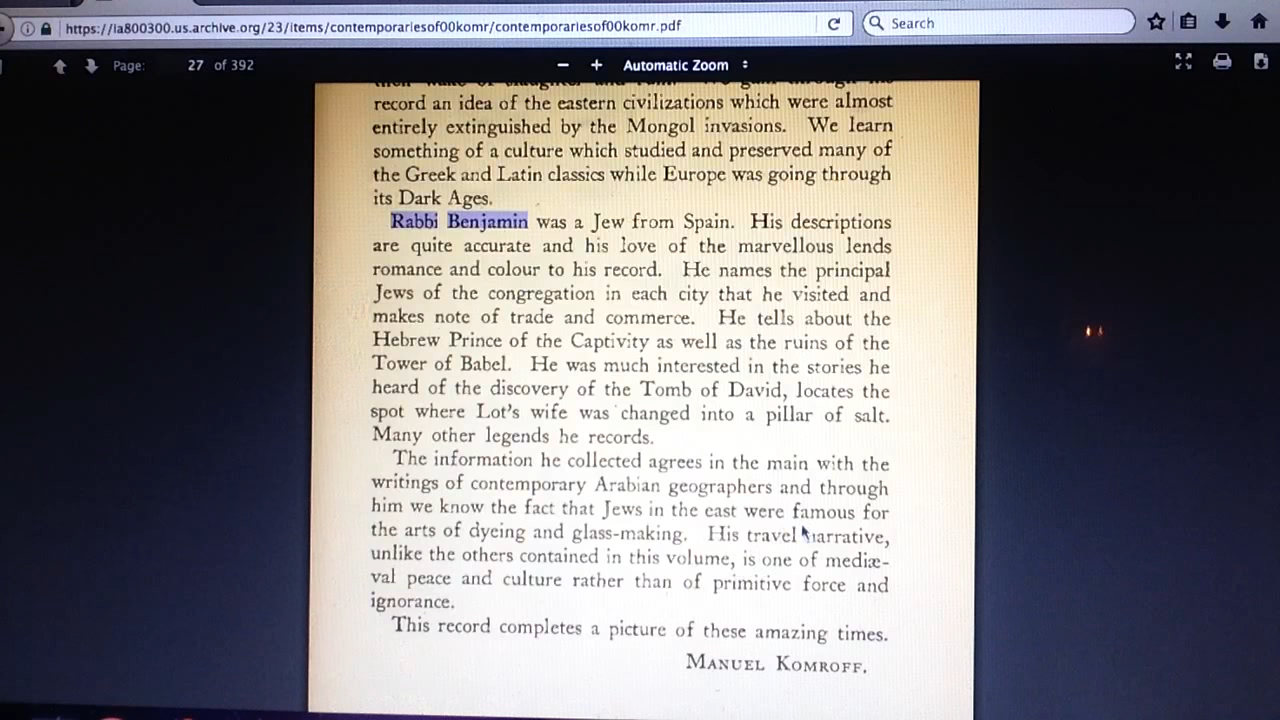 https://ia800300.us.archive.org/23/items/contemporariesof00komr/contemporariesof00komr.pdf
Search
Page: 27 of 392
Automatic Zoom
record an idea of the eastern civilizations which were almost
entirely extinguished by the Mongol invasions. We learn
something of a culture which studied and preserved many of
the Greek and Latin classics while Europe was going through
its Dark Ages.
Rabbi Benjamin was a Jew from Spain. His descriptions
are quite accurate and his love of the marvellous lends
romance and colour to his record. He names the principal
Jews of the congregation in each city that he visited and
makes note of trade and commerce. He tells about the
Hebrew Prince of the Captivity as well as the ruins of the
Tower of Babel. He was much interested in the stories he
heard of the discovery of the Tomb of David, locates the
spot where Lot's wife was changed into a pillar of salt.
Many other legends he records.
The information he collected agrees in the main with the
writings of contemporary Arabian geographers and through
him we know the fact that Jews in the east were famous for
the arts of dyeing and glass-making. His travel narrative,
unlike the others contained in this volume, is one of mediæ-
val peace and culture rather than of primitive force and
ignorance.
This record completes a picture of these amazing times.
MANUEL KOMROFF.